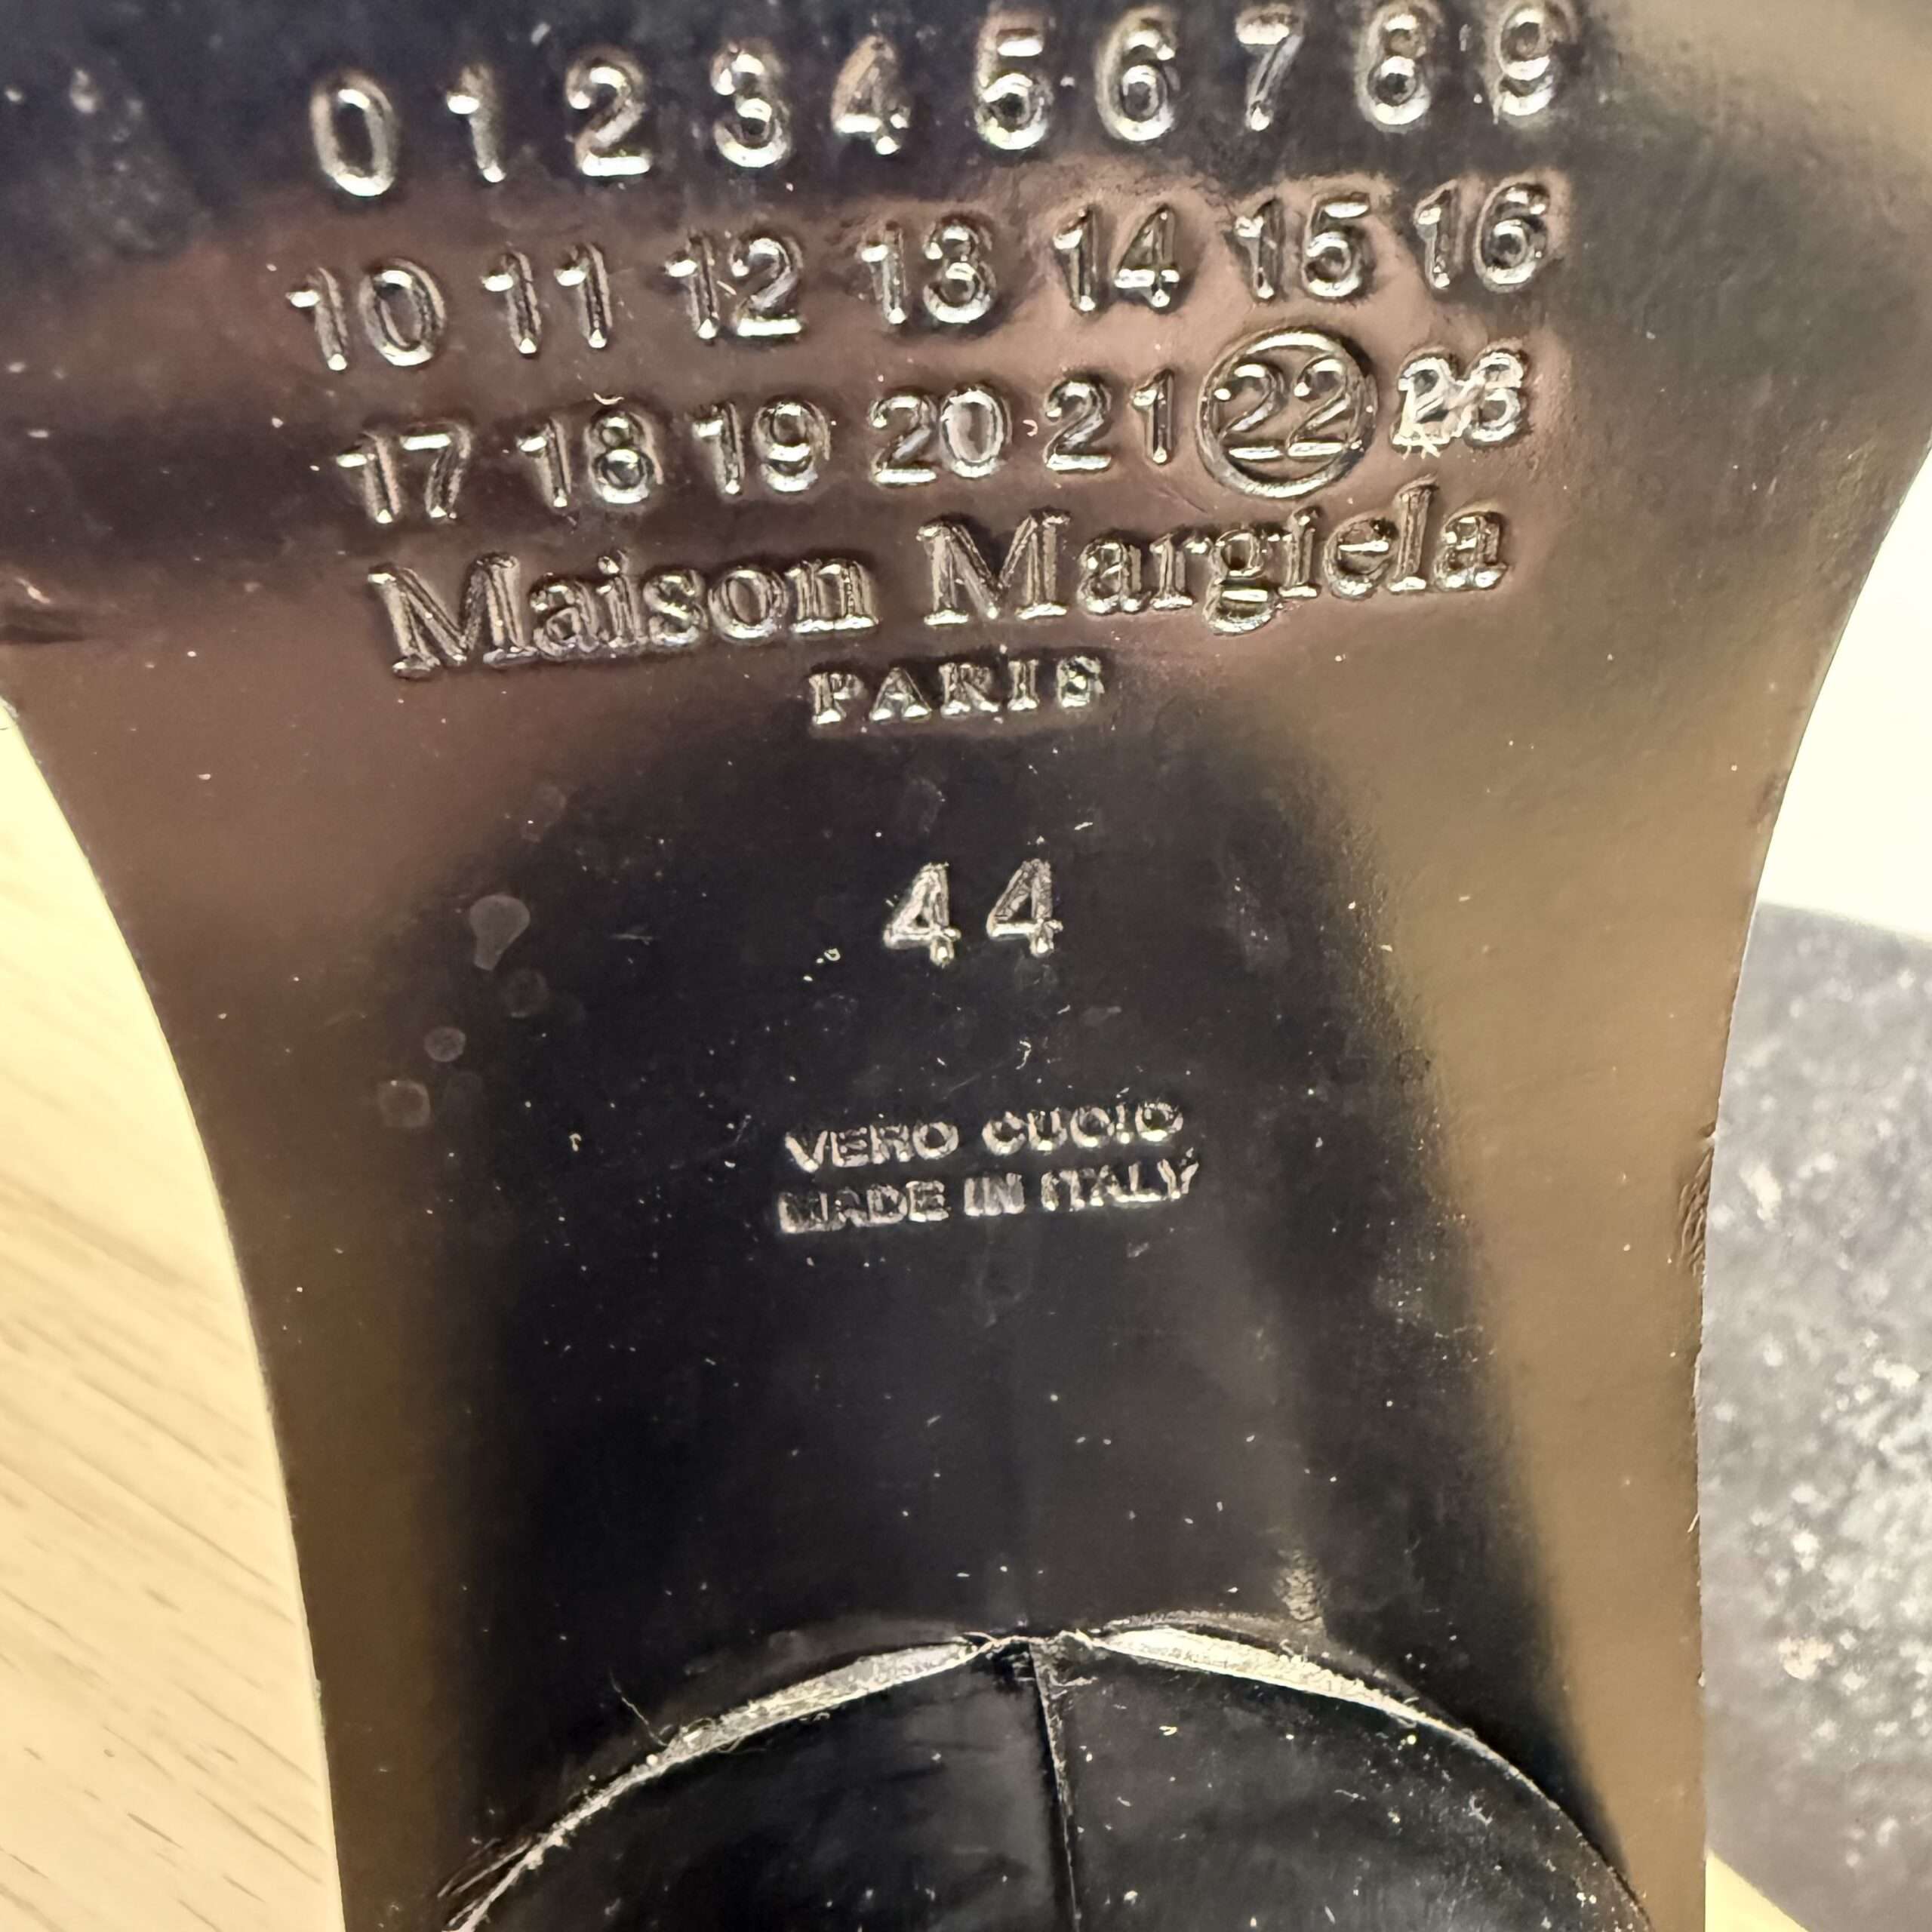 0 1 2 3 4 5 6 7 8 9
10 11 12 13 14 15 16
17 18 19 20 21 22 23
Maison Margiela
PARIS
44
VERO CUOIO
MADE IN ITALY